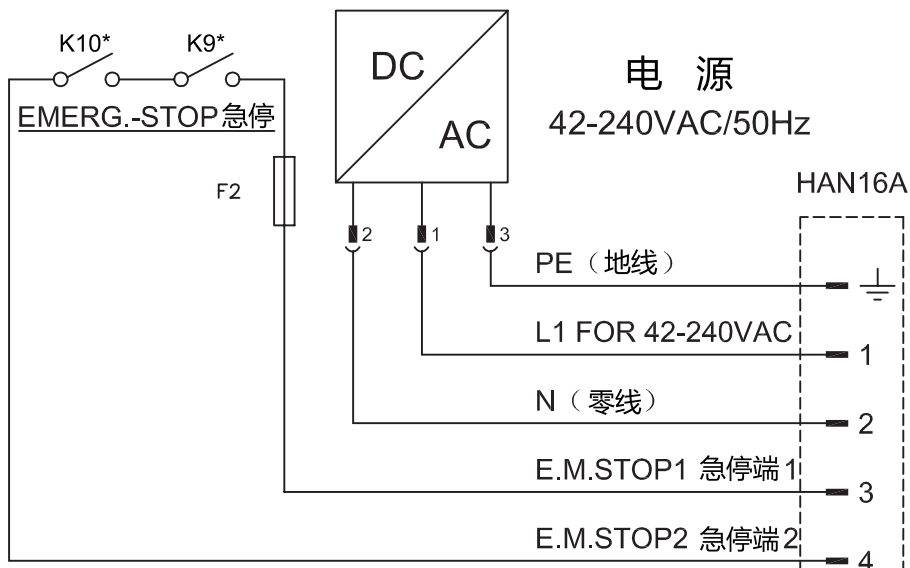 K10* K9*
EMERG.-STOP急停
F2
DC
AC
电 源
42-240VAC/50Hz
HAN16A
2 1 3
PE（地线）
L1 FOR 42-240VAC 1
N（零线） 2
E.M.STOP1 急停端1 3
E.M.STOP2 急停端2 4